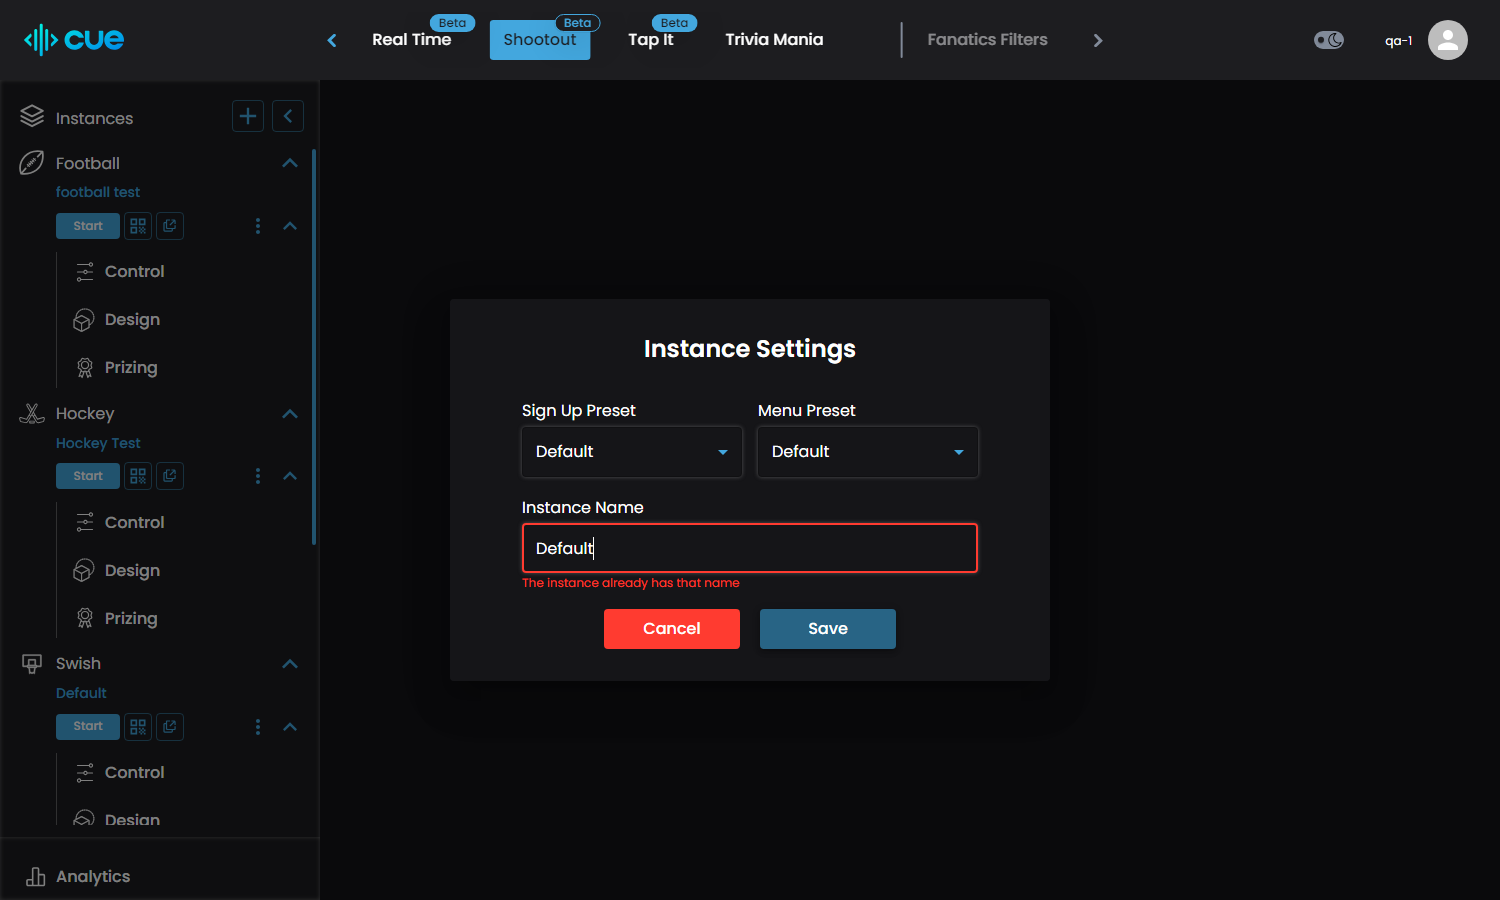 cue
Real Time
Beta
Shootout
Beta
Tap It
Beta
Trivia Mania
Fanatics Filters
qa-1
Instances
Football
football test
Start
Control
Design
Prizing
Hockey
Hockey Test
Start
Control
Design
Prizing
Swish
Default
Start
Control
Design
Analytics
Instance Settings
Sign Up Preset
Menu Preset
Default
Default
Instance Name
Default
The instance already has that name
Cancel
Save